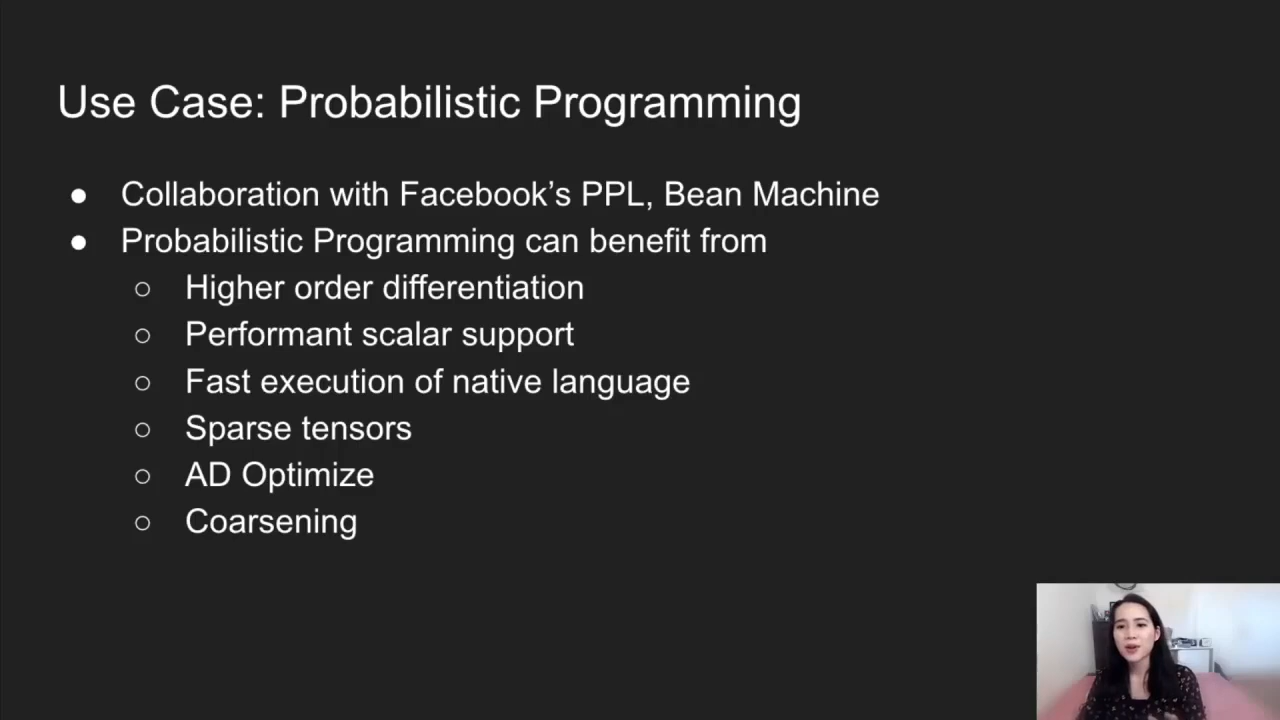 Use Case: Probabilistic Programming
● Collaboration with Facebook’s PPL, Bean Machine
● Probabilistic Programming can benefit from
○ Higher order differentiation
○ Performant scalar support
○ Fast execution of native language
○ Sparse tensors
○ AD Optimize
○ Coarsening